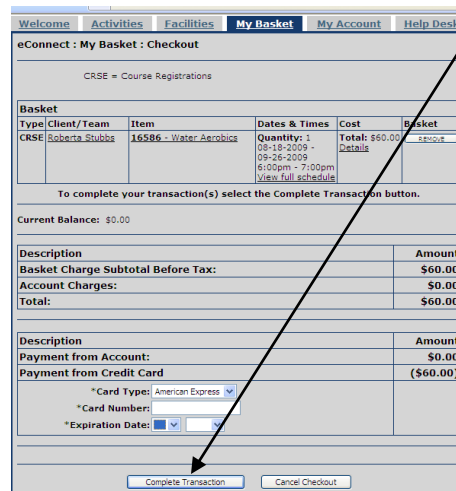 Welcome Activities Facilities My Basket My Account Help Desk
eConnect : My Basket : Checkout
CRSE = Course Registrations
Basket
Type Client/Team Item Dates & Times Cost Basket
CRSE Roberta Stubbs 16586 - Water Aerobics Quantity: 1 Total: $60.00 REMOVE
08-18-2009 - Details
09-26-2009
6:00pm - 7:00pm
View full schedule
To complete your transaction(s) select the Complete Transaction button.
Current Balance: $0.00
Description Amount
Basket Charge Subtotal Before Tax: $60.00
Account Charges: $0.00
Total: $60.00
Description Amount
Payment from Account: $0.00
Payment from Credit Card ($60.00)
*Card Type: American Express
*Card Number:
*Expiration Date:
Complete Transaction Cancel Checkout